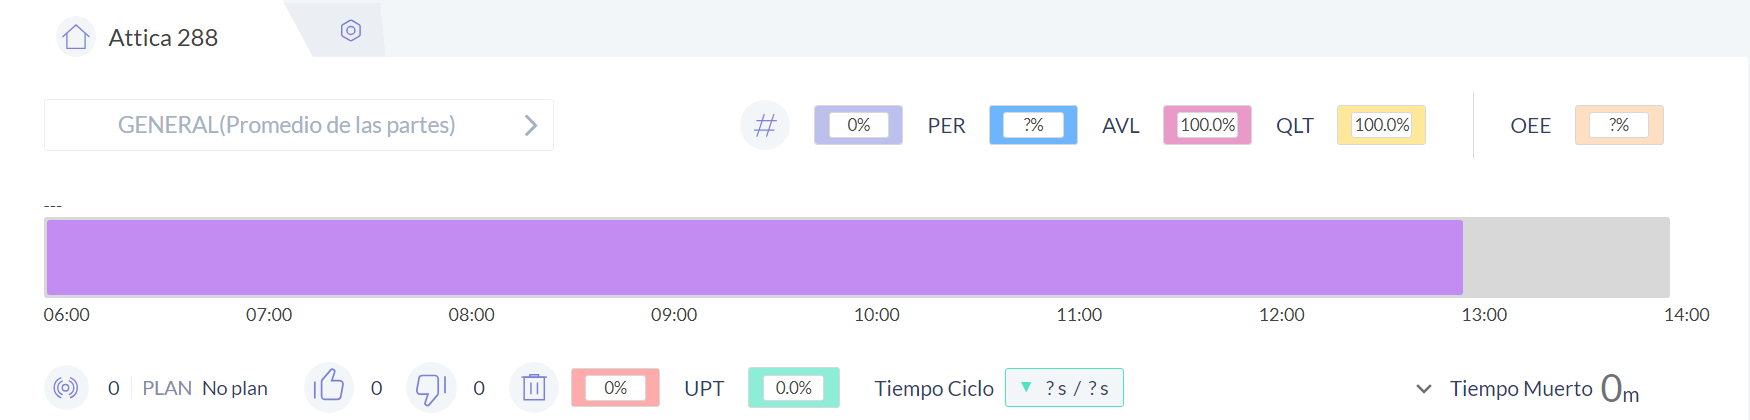 Attica 288
GENERAL(Promedio de las partes)
# 0% PER ?% AVL 100.0% QLT 100.0% OEE ?%
---
06:00 07:00 08:00 09:00 10:00 11:00 12:00 13:00 14:00
0 PLAN No plan 0 0 0% UPT 0.0% Tiempo Ciclo ▼ ? s / ? s Tiempo Muerto 0m